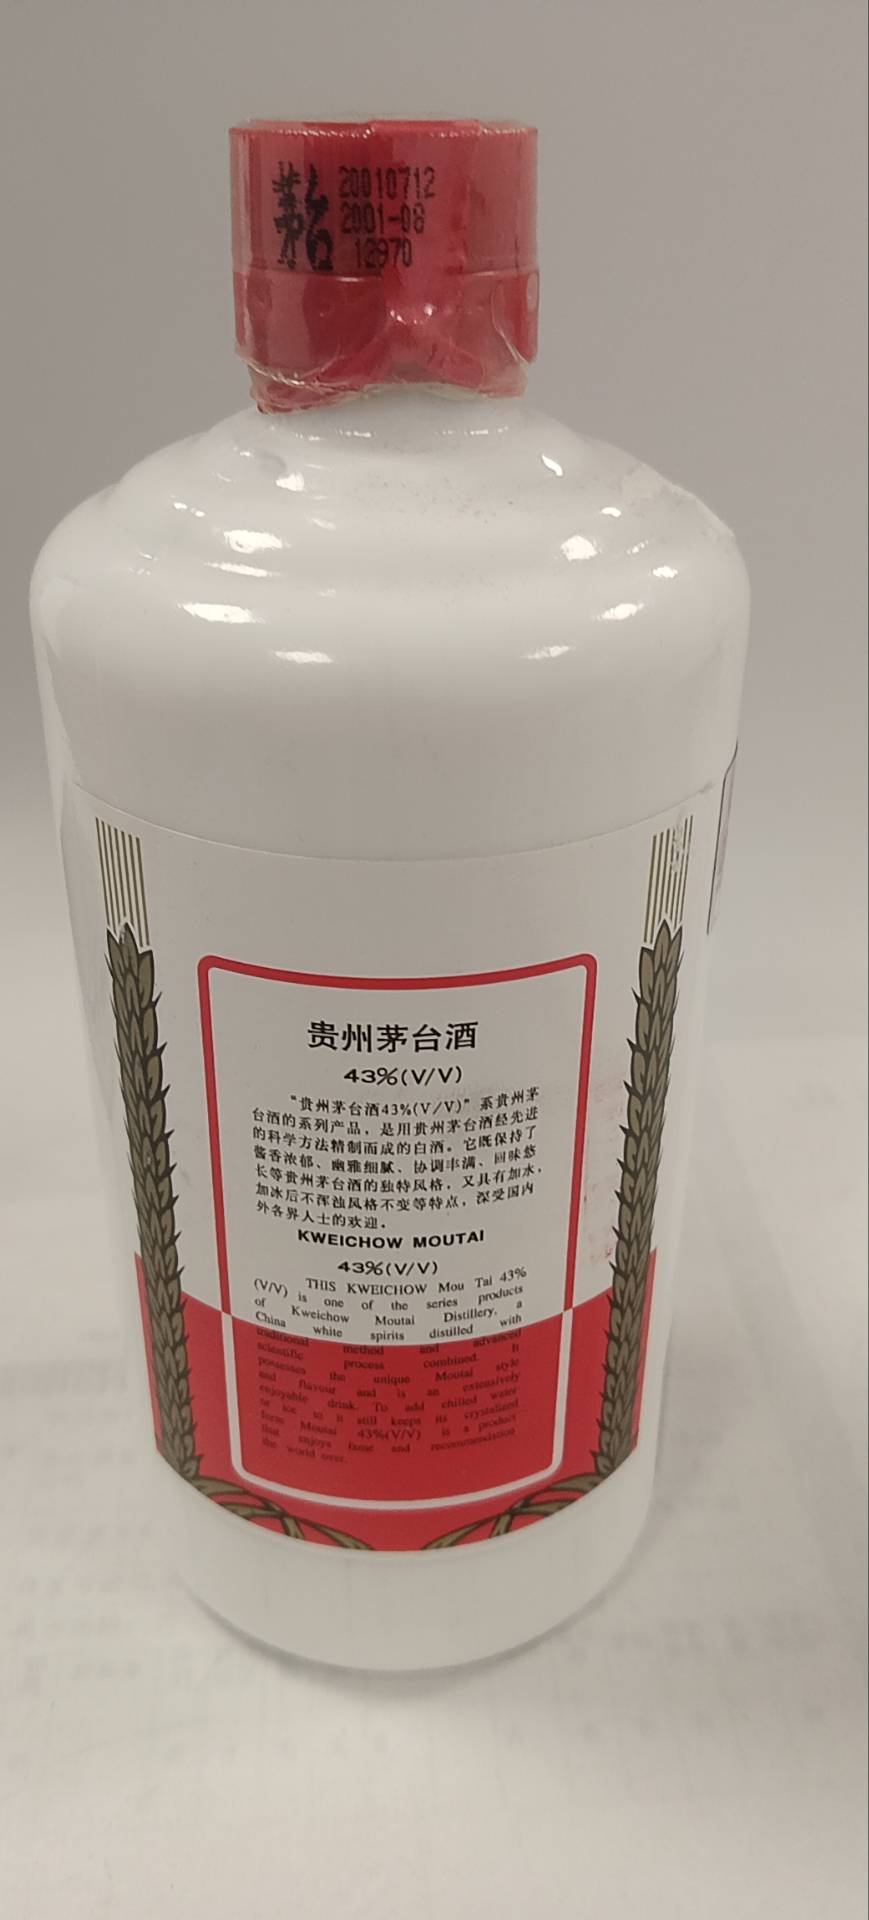 茅台
20010712
2001-08
12970
贵州茅台酒
43%(V/V)
“贵州茅台酒43%(V/V)”系贵州茅
台酒的系列产品，是用贵州茅台酒经先进
的科学方法精制而成的白酒。它既保持了
酱香浓郁、幽雅细腻、协调丰满、回味悠
长等贵州茅台酒的独特风格，又具有加水，
加冰后不浑浊风格不变等特点，深受国内
外各界人士的欢迎。
KWEICHOW MOUTAI
43%(V/V)
THIS KWEICHOW Mou Tai 43%
(V/V) is one of the series products
of Kweichow Moutai Distillery, a
China white spirits distilled with
traditional method and advanced
scientific process combined. It
possesses the unique Moutai style
and flavour and is an extensively
enjoyable drink. To add chilled water
or ice to it still keeps its crystalized
form Moutai 43%(V/V) is a product
that enjoys fame and recommendation
the world over.